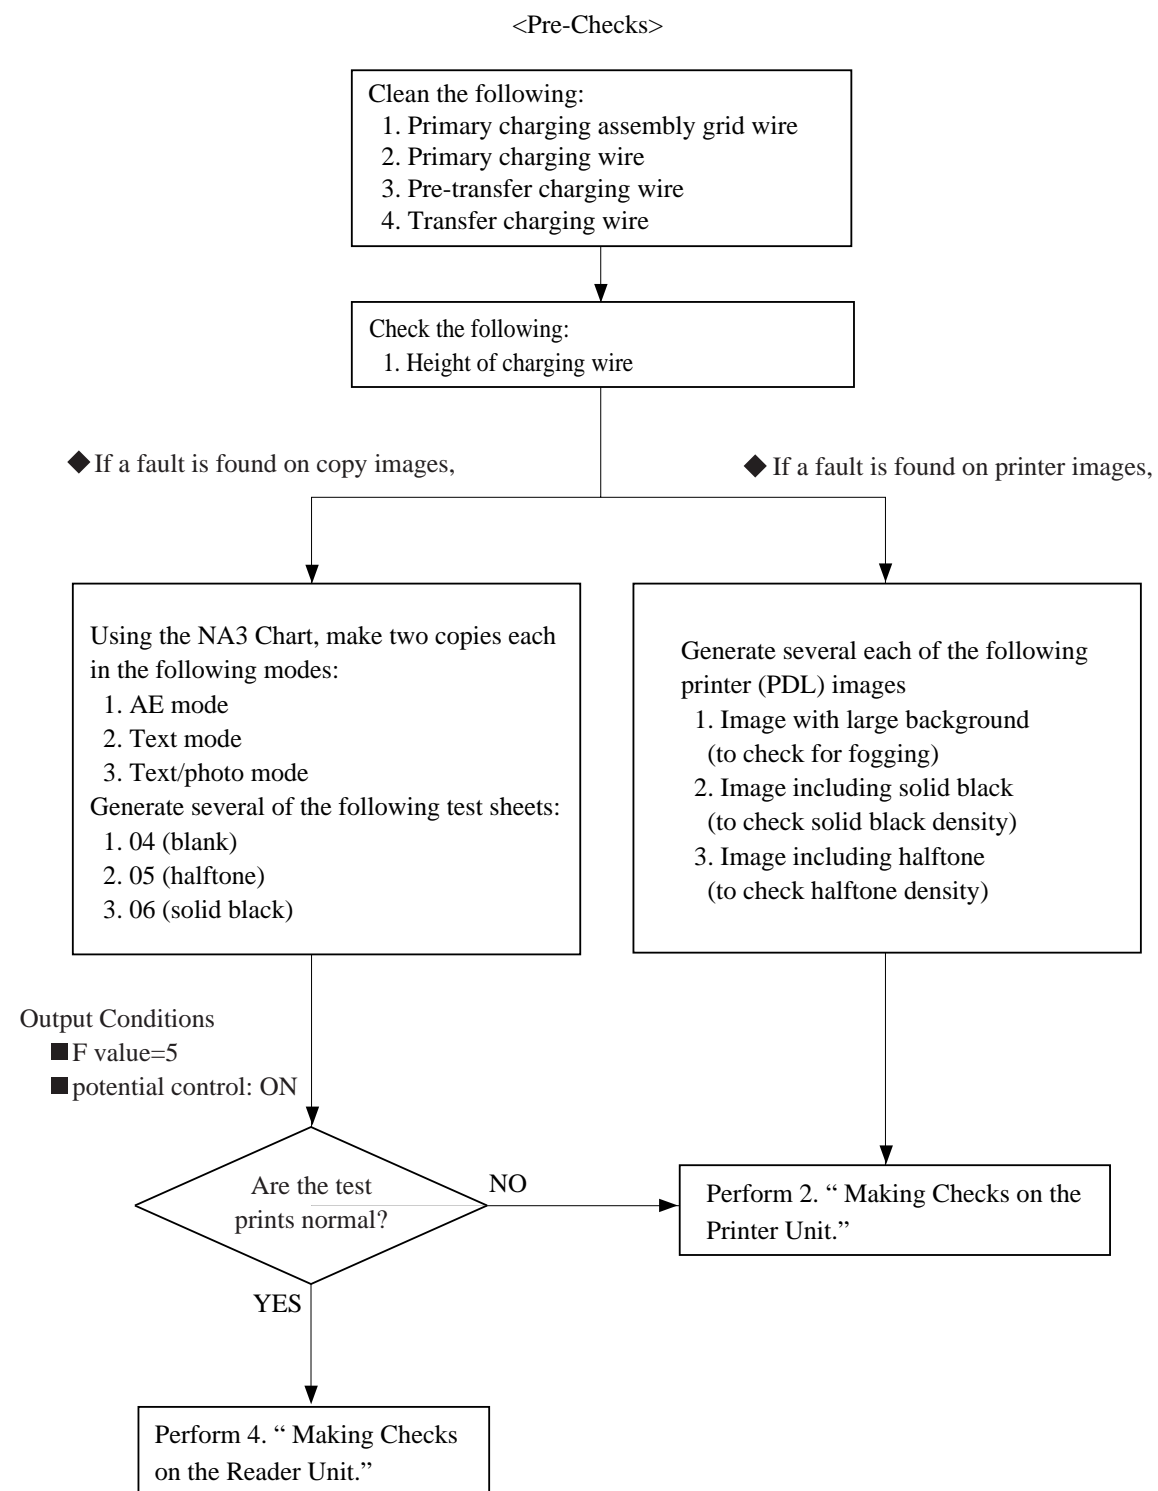 <Pre-Checks>
Clean the following:
1. Primary charging assembly grid wire
2. Primary charging wire
3. Pre-transfer charging wire
4. Transfer charging wire
Check the following:
1. Height of charging wire
◆ If a fault is found on copy images,
◆ If a fault is found on printer images,
Using the NA3 Chart, make two copies each
in the following modes:
1. AE mode
2. Text mode
3. Text/photo mode
Generate several of the following test sheets:
1. 04 (blank)
2. 05 (halftone)
3. 06 (solid black)
Generate several each of the following
printer (PDL) images
1. Image with large background
(to check for fogging)
2. Image including solid black
(to check solid black density)
3. Image including halftone
(to check halftone density)
Output Conditions
■ F value=5
■ potential control: ON
Are the test
prints normal?
NO
Perform 2. “ Making Checks on the
Printer Unit.”
YES
Perform 4. “ Making Checks
on the Reader Unit.”